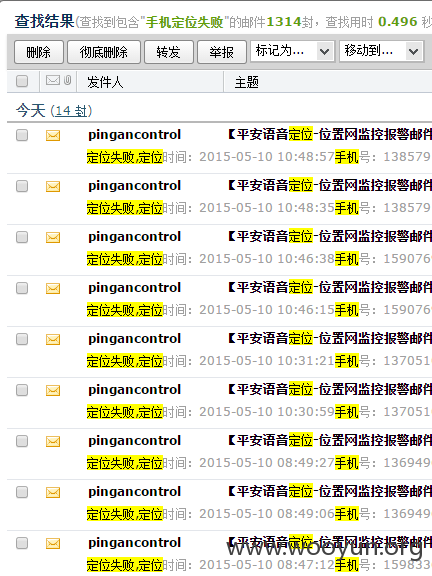 查找结果(查找到包含"手机定位失败"的邮件1314封，查找用时 0.496 秒
删除 彻底删除 转发 举报 标记为... 移动到...
发件人 主题
今天 (14 封)
pingancontrol 【平安语音定位-位置网监控报警邮件
定位失败,定位时间：2015-05-10 10:48:57手机号：138579
pingancontrol 【平安语音定位-位置网监控报警邮件
定位失败,定位时间：2015-05-10 10:48:35手机号：138579
pingancontrol 【平安语音定位-位置网监控报警邮件
定位失败,定位时间：2015-05-10 10:46:38手机号：159076
pingancontrol 【平安语音定位-位置网监控报警邮件
定位失败,定位时间：2015-05-10 10:46:15手机号：159076
pingancontrol 【平安语音定位-位置网监控报警邮件
定位失败,定位时间：2015-05-10 10:31:21手机号：137051
pingancontrol 【平安语音定位-位置网监控报警邮件
定位失败,定位时间：2015-05-10 10:30:59手机号：137051
pingancontrol 【平安语音定位-位置网监控报警邮件
定位失败,定位时间：2015-05-10 08:49:27手机号：136949
pingancontrol 【平安语音定位-位置网监控报警邮件
定位失败,定位时间：2015-05-10 08:49:06手机号：136949
pingancontrol 【平安语音定位-位置网监控报警邮件
www.wooyun.org
定位失败,定位时间：2015-05-10 08:47:12手机号：159833